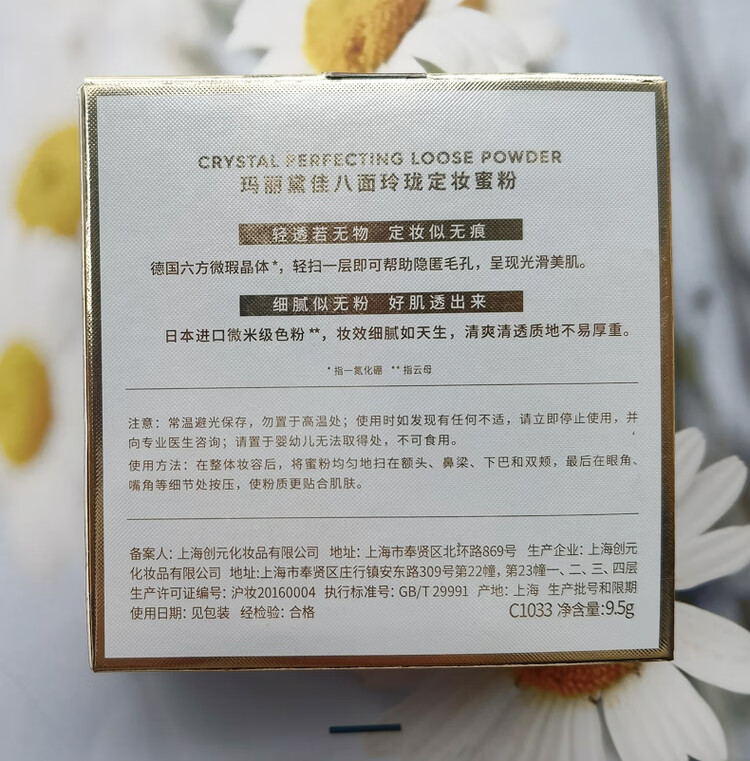 CRYSTAL PERFECTING LOOSE POWDER
玛丽黛佳八面玲珑定妆蜜粉
轻透若无物 定妆似无痕
德国六方微瑕晶体*，轻扫一层即可帮助隐匿毛孔，呈现光滑美肌。
细腻似无粉 好肌透出来
日本进口微米级色粉**，妆效细腻如天生，清爽清透质地不易厚重。
*指一氮化硼 **指云母
注意：常温避光保存，勿置于高温处；使用时如发现有任何不适，请立即停止使用，并
向专业医生咨询；请置于婴幼儿无法取得处，不可食用。
使用方法：在整体妆容后，将蜜粉均匀地扫在额头、鼻梁、下巴和双颊，最后在眼角、
嘴角等细节处按压，使粉质更贴合肌肤。
备案人：上海创元化妆品有限公司 地址：上海市奉贤区北环路869号 生产企业：上海创元
化妆品有限公司 地址:上海市奉贤区庄行镇安东路309号第22幢，第23幢一、二、三、四层
生产许可证编号：沪妆20160004 执行标准号：GB/T 29991 产地：上海 生产批号和限期
使用日期：见包装 经检验：合格 C1033 净含量:9.5g